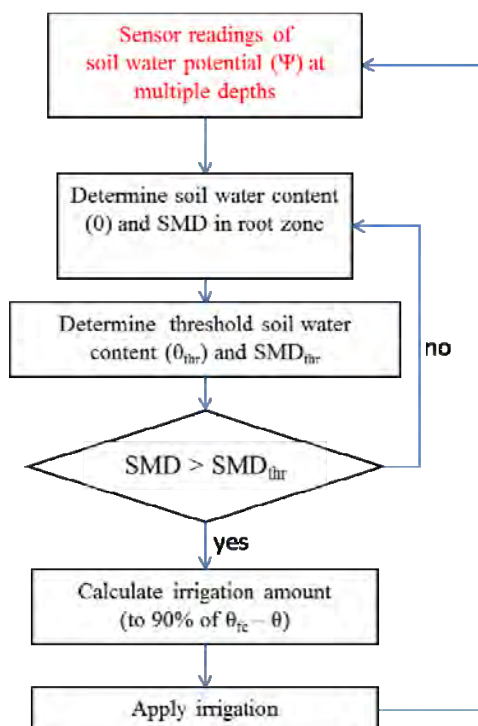 Sensor readings of
soil water potential (Ψ) at
multiple depths
Determine soil water content
(θ) and SMD in root zone
Determine threshold soil water
content (θthr) and SMDthr
no
SMD > SMDthr
yes
Calculate irrigation amount
(to 90% of θfc – θ)
Apply irrigation